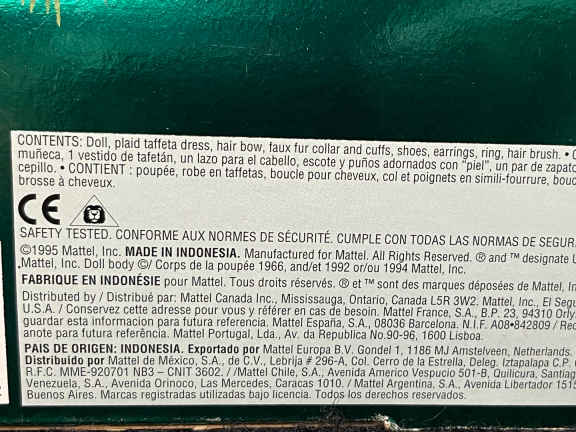 CONTENTS: Doll, plaid taffeta dress, hair bow, faux fur collar and cuffs, shoes, earrings, ring, hair brush. •
muñeca, 1 vestido de tafetán, un lazo para el cabello, escote y puños adornados con "piel", un par de zapato
cepillo. • CONTIENT : poupée, robe en taffetas, boucle pour cheveux, col et poignets en simili-fourrure, bouc
brosse à cheveux.
CE
SAFETY TESTED. CONFORME AUX NORMES DE SÉCURITÉ. CUMPLE CON TODAS LAS NORMAS DE SEGUR
©1995 Mattel, Inc. MADE IN INDONESIA. Manufactured for Mattel. All Rights Reserved. ® and ™ designate U
Mattel, Inc. Doll body ©/ Corps de la poupée 1966, and/et 1992 or/ou 1994 Mattel, Inc.
FABRIQUE EN INDONÉSIE pour Mattel. Tous droits réservés. ® et ™ sont des marques déposées de Mattel, In
Distributed by / Distribué par: Mattel Canada Inc., Mississauga, Ontario, Canada L5R 3W2. Mattel, Inc., El Segu
U.S.A. / Conservez cette adresse pour vous y référer en cas de besoin. Mattel France, S.A., B.P. 23, 94310 Orly
guardar esta informacion para futura referencia. Mattel España, S.A., 08036 Barcelona. N.I.F. A08-842809 / Rec
anote para futura referência. Mattel Portugal, Lda., Av. da Republica No.90-96, 1600 Lisboa.
PAIS DE ORIGEN: INDONESIA. Exportado por Mattel Europa B.V. Gondel 1, 1186 MJ Amstelveen, Netherlands.
Distribuido por Mattel de México, S.A., de C.V., Lebrija # 296-A, Col. Cerro de la Estrella, Deleg. Iztapalapa C.P.
R.F.C. MME-920701 NB3 – CNIT 3602. / /Mattel Chile, S.A., Avenida Americo Vespucio 501-B, Quilicura, Santiag
Venezuela, S.A., Avenida Orinoco, Las Mercedes, Caracas 1010. / Mattel Argentina, S.A., Avenida Libertador 1515
Buenos Aires. Marcas registradas utilizadas bajo licencia. Todos los derechos reservados.